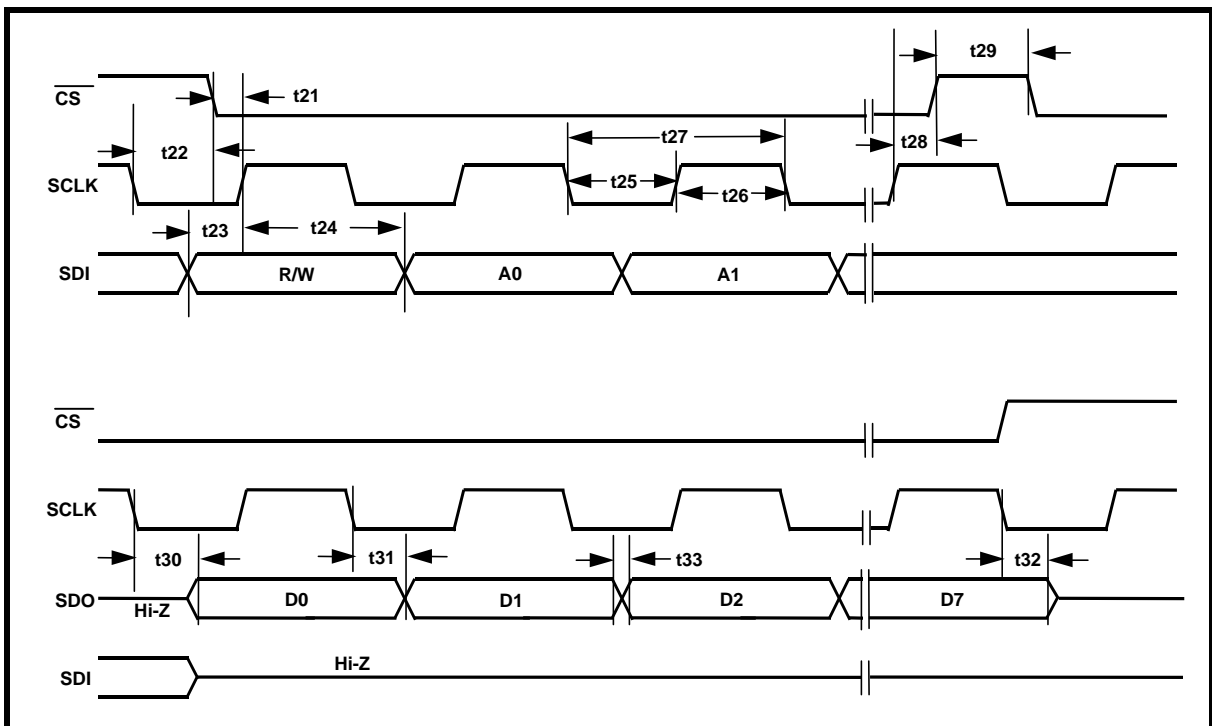 t29
CS
t21
t27
t22
t28
SCLK
t25
t26
t23
t24
SDI
R/W
A0
A1
CS
SCLK
t30
t31
t33
t32
SDO
Hi-Z
D0
D1
D2
D7
Hi-Z
SDI